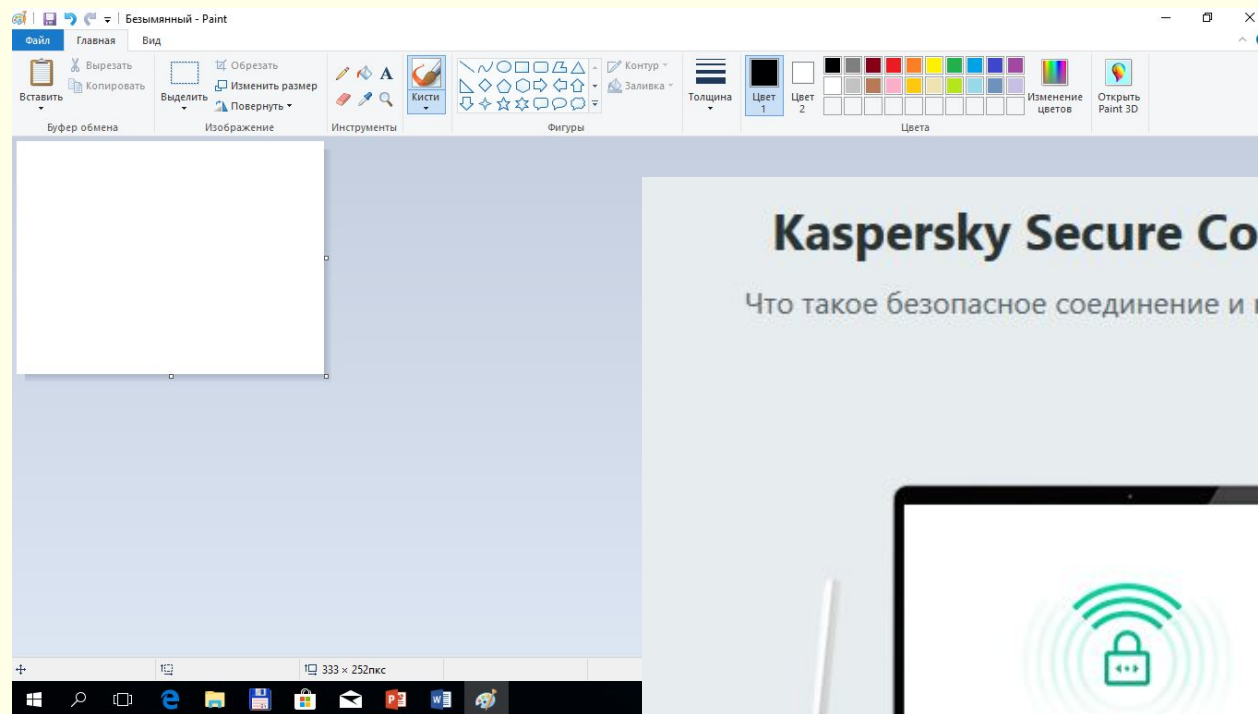 Безымянный - Paint
Файл Главная Вид
Вставить
Вырезать
Копировать
Буфер обмена
Выделить
Обрезать
Изменить размер
Повернуть
Изображение
A
Инструменты
Кисти
Контур
Заливка
Фигуры
Толщина
Цвет 1
Цвет 2
Цвета
Изменение цветов
Открыть Paint 3D
Kaspersky Secure Co
Что такое безопасное соединение и
333 × 252пкс